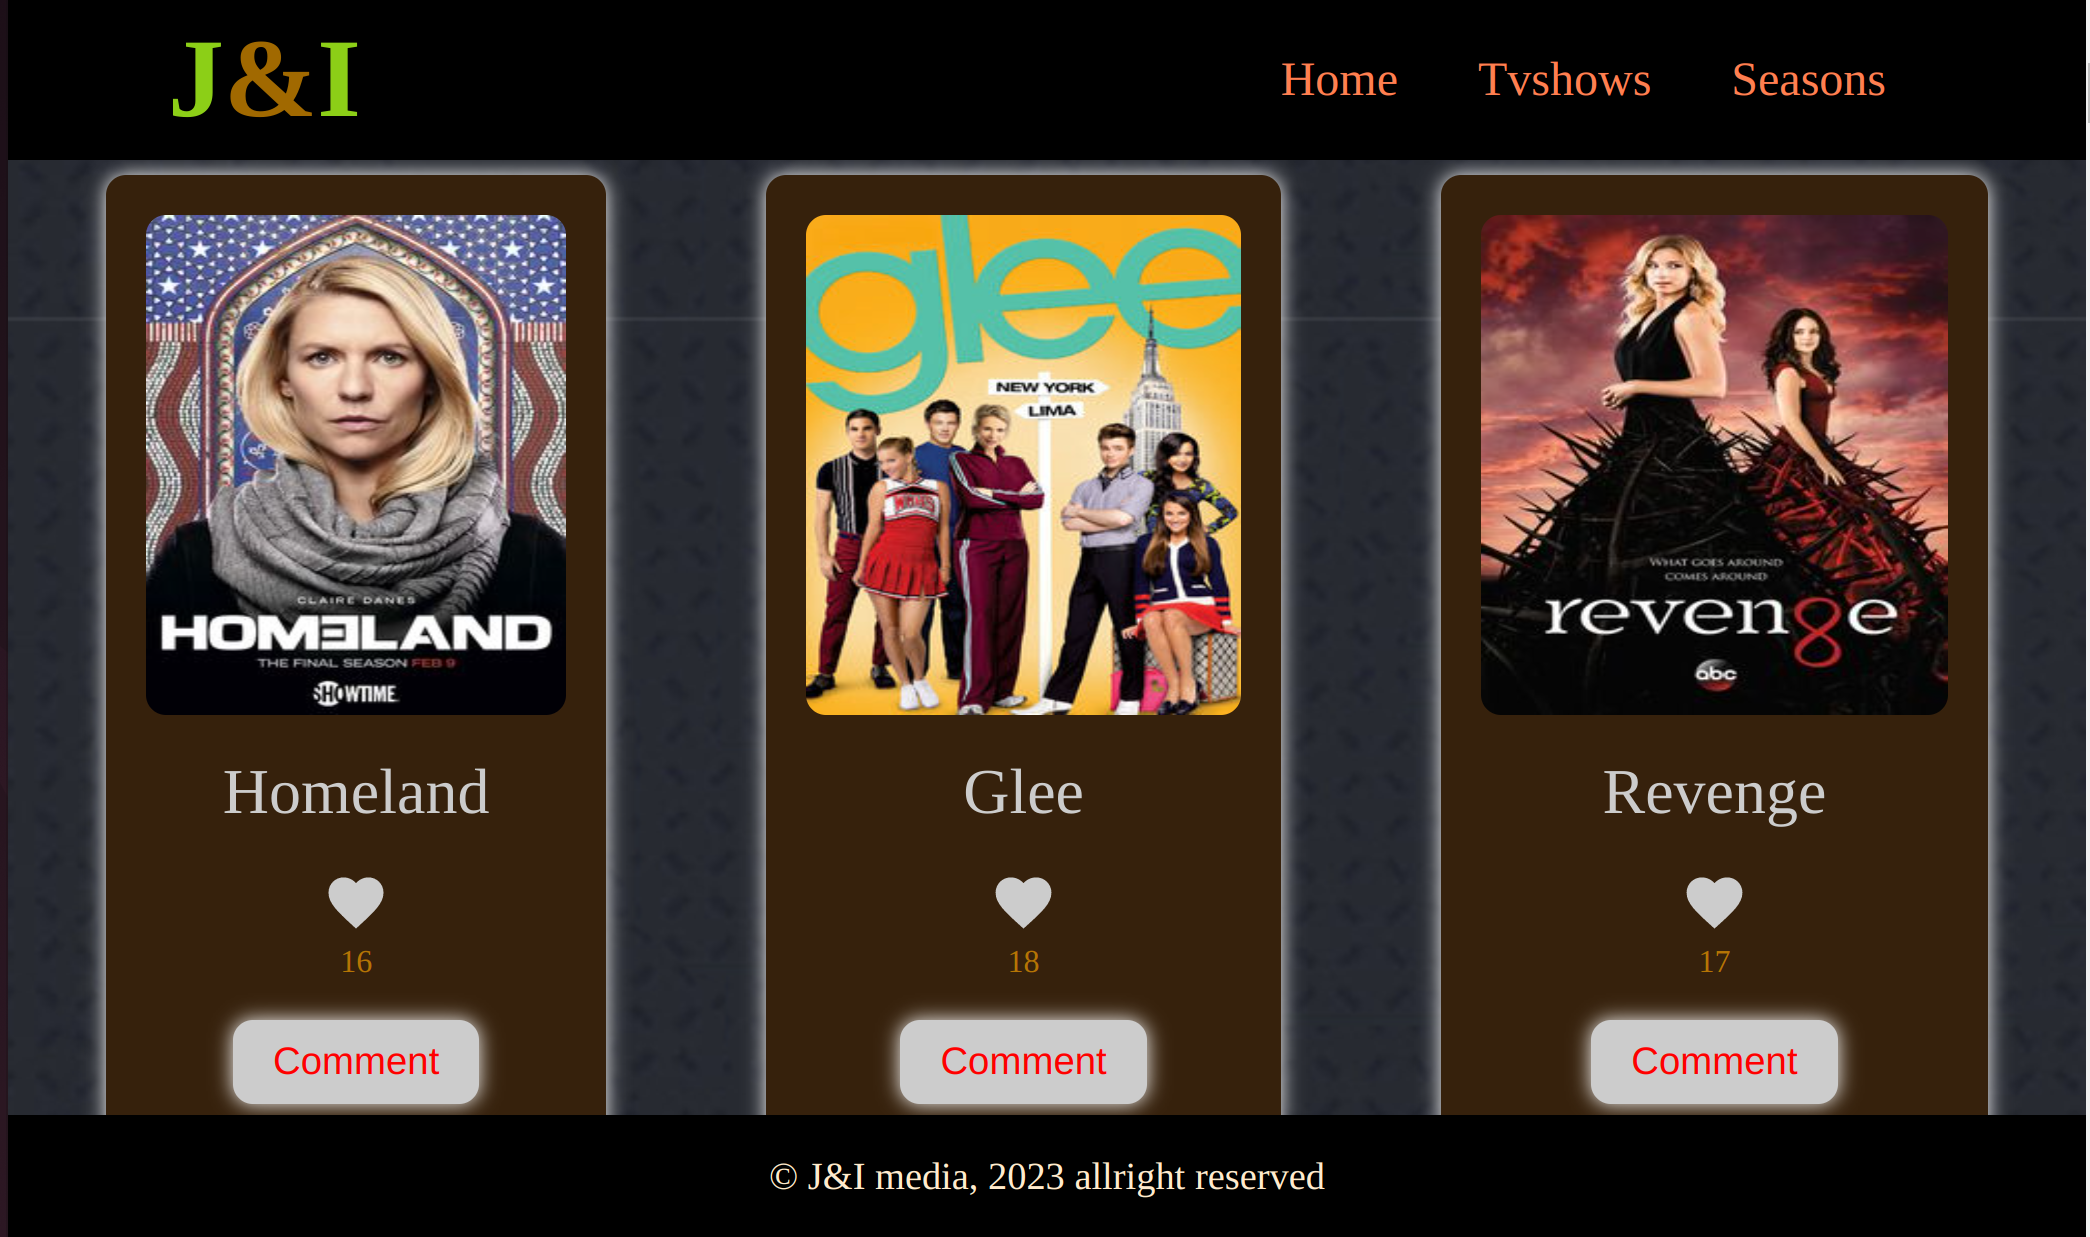 J&I
Home Tvshows Seasons
CLAIRE DANES
HOMELAND
THE FINAL SEASON FEB 9
SHOWTIME
glee
NEW YORK
LIMA
WHAT GOES AROUND
COMES AROUND
revenge
abc
Homeland Glee Revenge
16 18 17
Comment Comment Comment
© J&I media, 2023 allright reserved